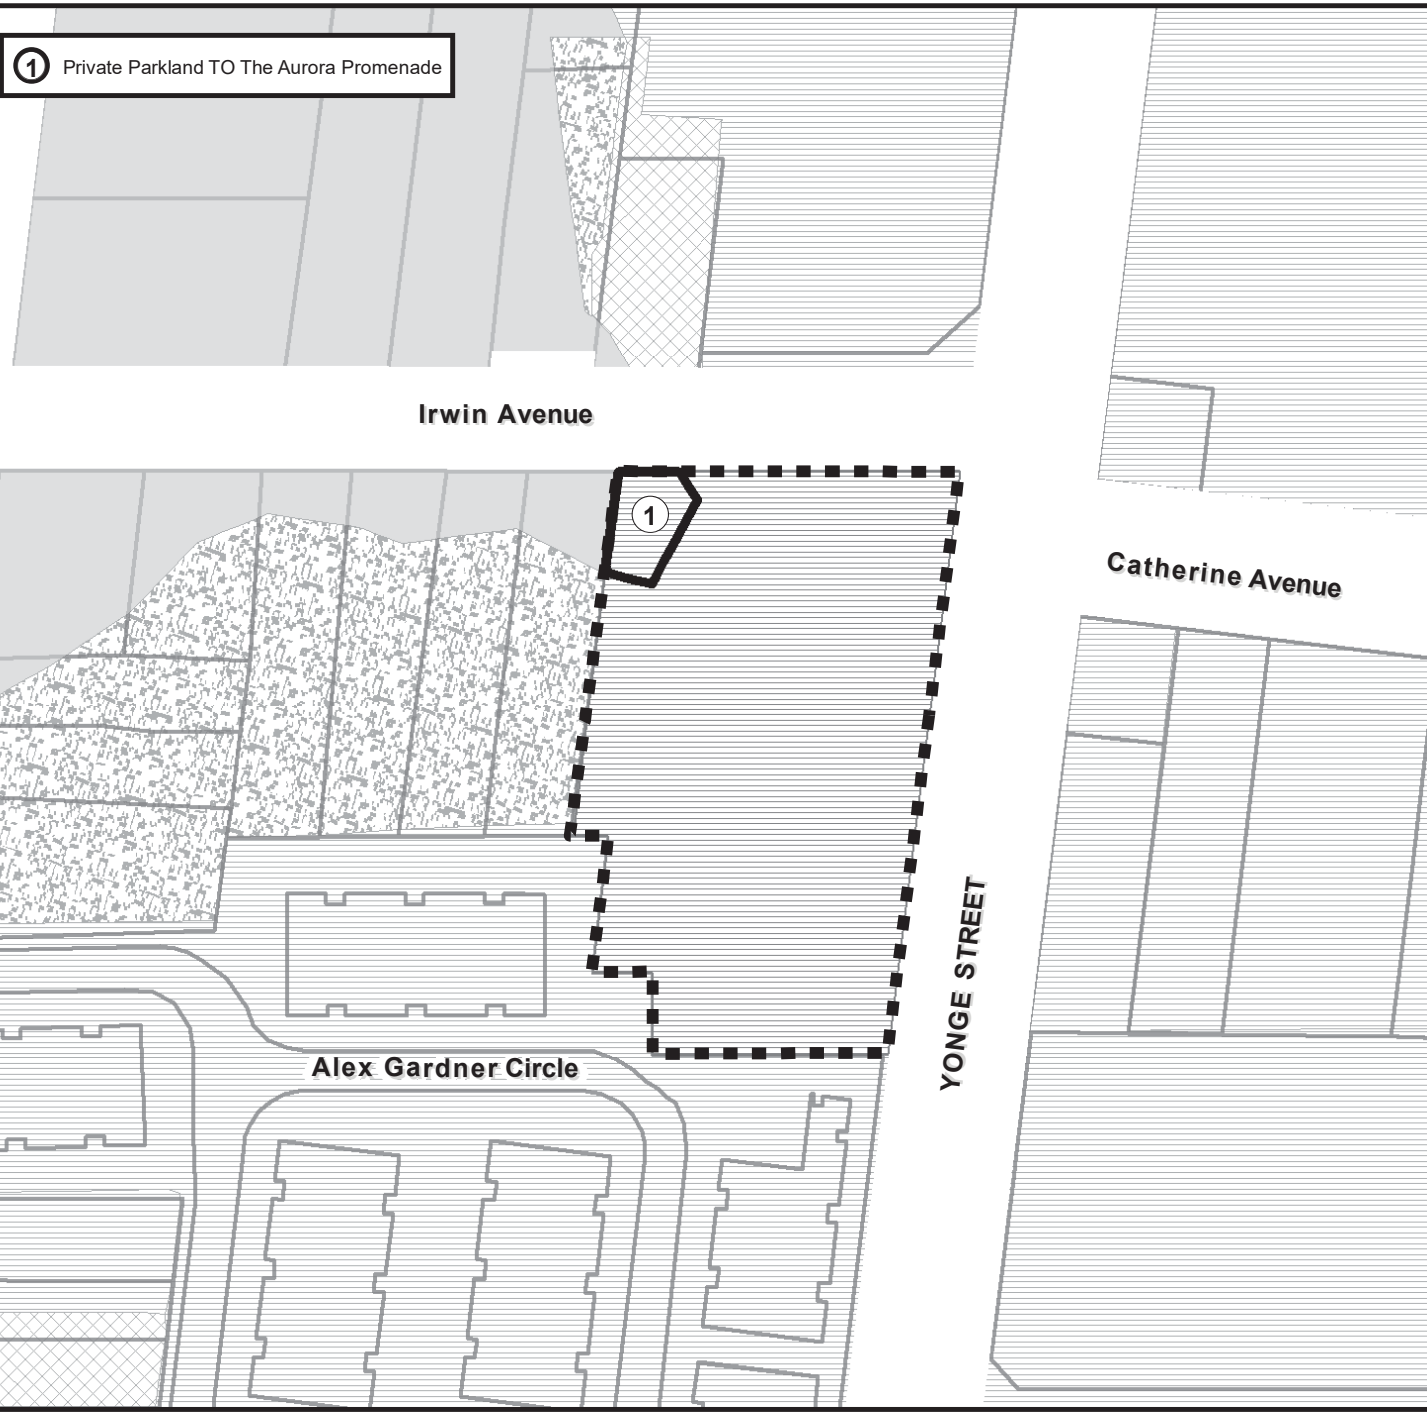 1 Private Parkland TO The Aurora Promenade
Irwin Avenue
1
Catherine Avenue
YONGE STREET
Alex Gardner Circle